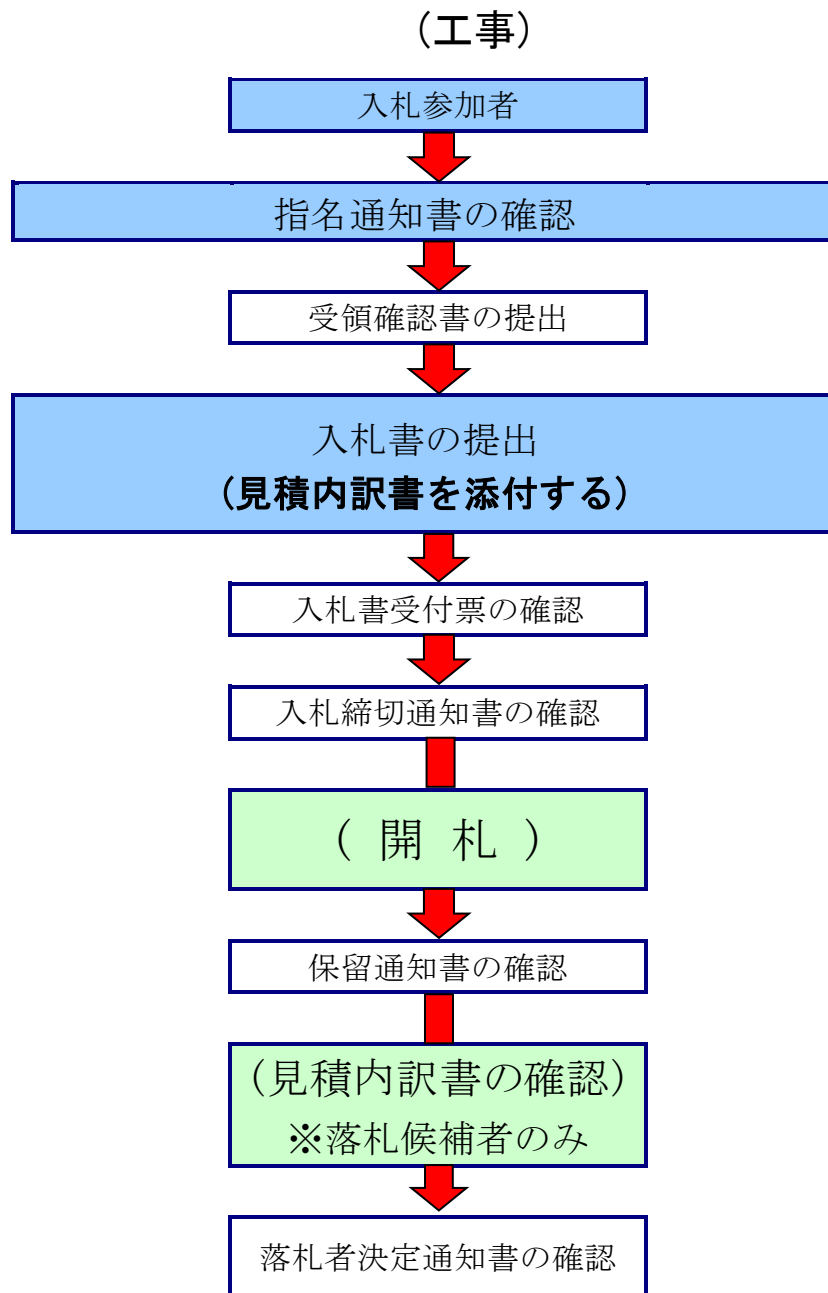 （工事）
入札参加者
指名通知書の確認
受領確認書の提出
入札書の提出
（見積内訳書を添付する）
入札書受付票の確認
入札締切通知書の確認
（ 開 札 ）
保留通知書の確認
（見積内訳書の確認）
※落札候補者のみ
落札者決定通知書の確認